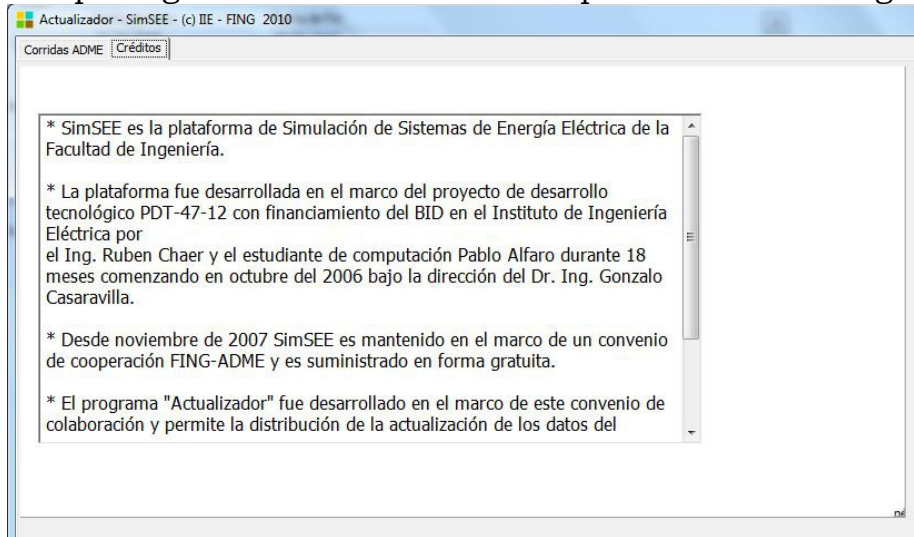 Actualizador - SimSEE - (c) IIE - FING 2010
Corridas ADME Créditos
* SimSEE es la plataforma de Simulación de Sistemas de Energía Eléctrica de la
Facultad de Ingeniería.
* La plataforma fue desarrollada en el marco del proyecto de desarrollo
tecnológico PDT-47-12 con financiamiento del BID en el Instituto de Ingeniería
Eléctrica por
el Ing. Ruben Chaer y el estudiante de computación Pablo Alfaro durante 18
meses comenzando en octubre del 2006 bajo la dirección del Dr. Ing. Gonzalo
Casaravilla.
* Desde noviembre de 2007 SimSEE es mantenido en el marco de un convenio
de cooperación FING-ADME y es suministrado en forma gratuita.
* El programa "Actualizador" fue desarrollado en el marco de este convenio de
colaboración y permite la distribución de la actualización de los datos del